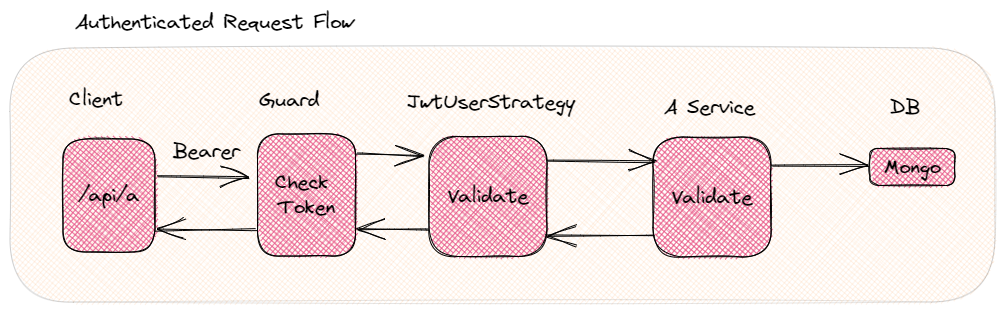 Authenticated Request Flow
Client
Guard
JwtUserStrategy
A Service
DB
Bearer
/api/a
Check
Token
Validate
Validate
Mongo